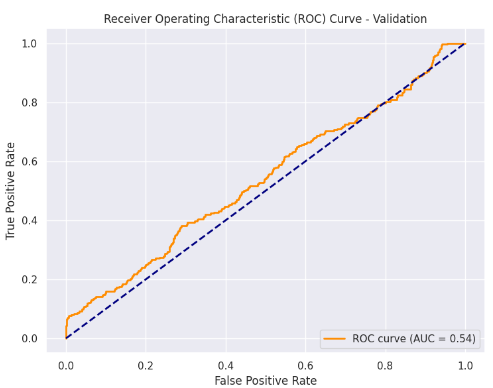 Receiver Operating Characteristic (ROC) Curve - Validation
1.0
0.8
0.6
0.4
0.2
0.0
True Positive Rate
0.0 0.2 0.4 0.6 0.8 1.0
False Positive Rate
ROC curve (AUC = 0.54)